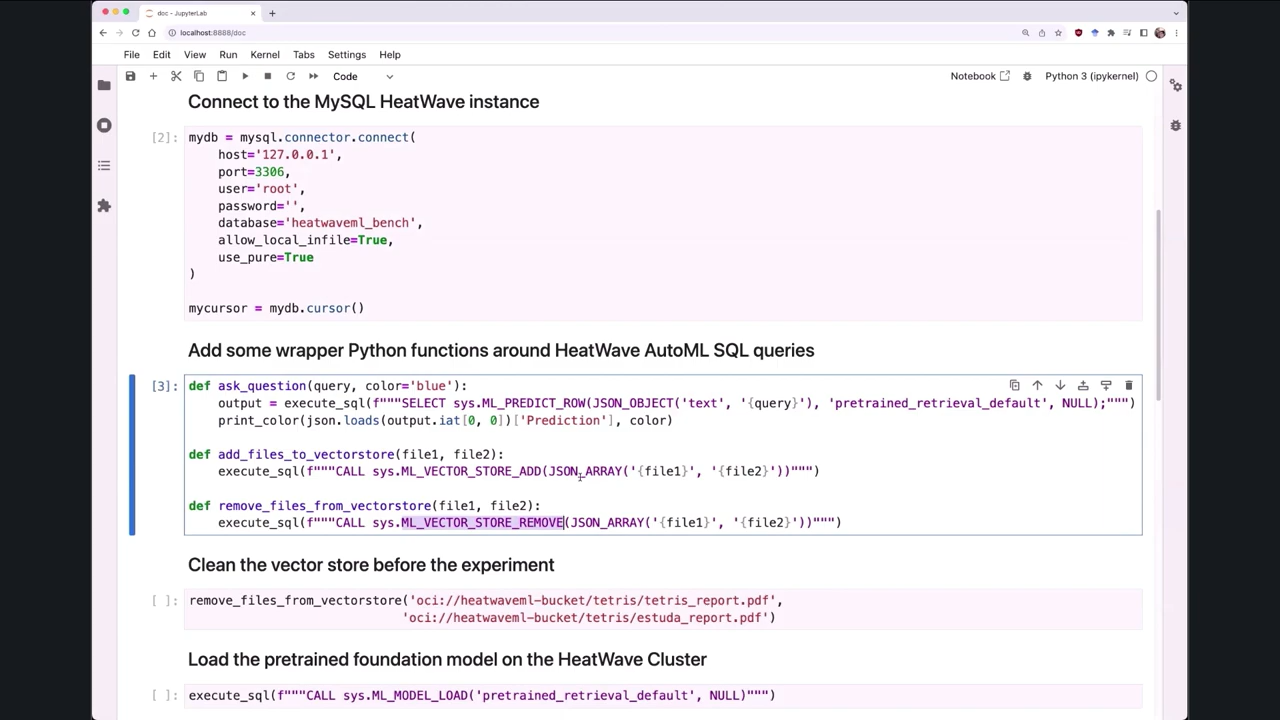 doc - JupyterLab
localhost:8888/doc
File Edit View Run Kernel Tabs Settings Help
Code
Notebook
Python 3 (ipykernel)
Connect to the MySQL HeatWave instance
[2]:
mydb = mysql.connector.connect(
host='127.0.0.1',
port=3306,
user='root',
password='',
database='heatwaveml_bench',
allow_local_infile=True,
use_pure=True
)
mycursor = mydb.cursor()
Add some wrapper Python functions around HeatWave AutoML SQL queries
[3]:
def ask_question(query, color='blue'):
output = execute_sql(f"""SELECT sys.ML_PREDICT_ROW(JSON_OBJECT('text', '{query}'), 'pretrained_retrieval_default', NULL);""")
print_color(json.loads(output.iat[0, 0])['Prediction'], color)
def add_files_to_vectorstore(file1, file2):
execute_sql(f"""CALL sys.ML_VECTOR_STORE_ADD(JSON_ARRAY('{file1}', '{file2}'))""")
def remove_files_from_vectorstore(file1, file2):
execute_sql(f"""CALL sys.ML_VECTOR_STORE_REMOVE(JSON_ARRAY('{file1}', '{file2}'))""")
Clean the vector store before the experiment
[ ]:
remove_files_from_vectorstore('oci://heatwaveml-bucket/tetris/tetris_report.pdf',
'oci://heatwaveml-bucket/tetris/estuda_report.pdf')
Load the pretrained foundation model on the HeatWave Cluster
[ ]:
execute_sql(f"""CALL sys.ML_MODEL_LOAD('pretrained_retrieval_default', NULL)""")